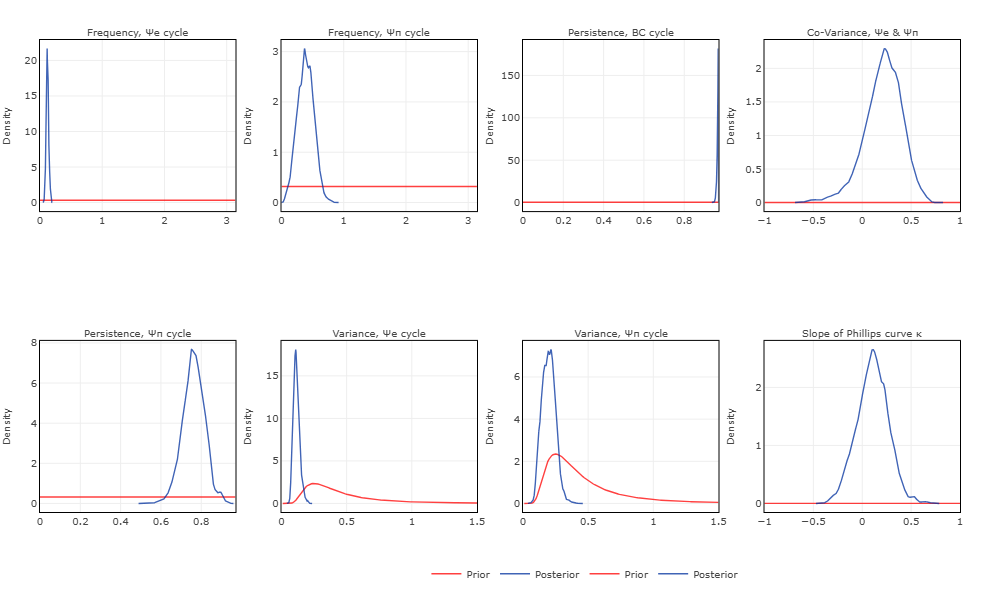 Frequency, Ψe cycle
Frequency, Ψπ cycle
Persistence, BC cycle
Co-Variance, Ψe & Ψπ
Density
20
15
10
5
0
0 1 2 3
Density
3
2
1
0
0 1 2 3
Density
150
100
50
0
0 0.2 0.4 0.6 0.8
Density
2
1.5
1
0.5
0
−1 −0.5 0 0.5 1
Persistence, Ψπ cycle
Variance, Ψe cycle
Variance, Ψπ cycle
Slope of Phillips curve κ
Density
8
6
4
2
0
0 0.2 0.4 0.6 0.8
Density
15
10
5
0
0 0.5 1 1.5
Density
6
4
2
0
0 0.5 1 1.5
Density
2
1
0
−1 −0.5 0 0.5 1
Prior Posterior Prior Posterior